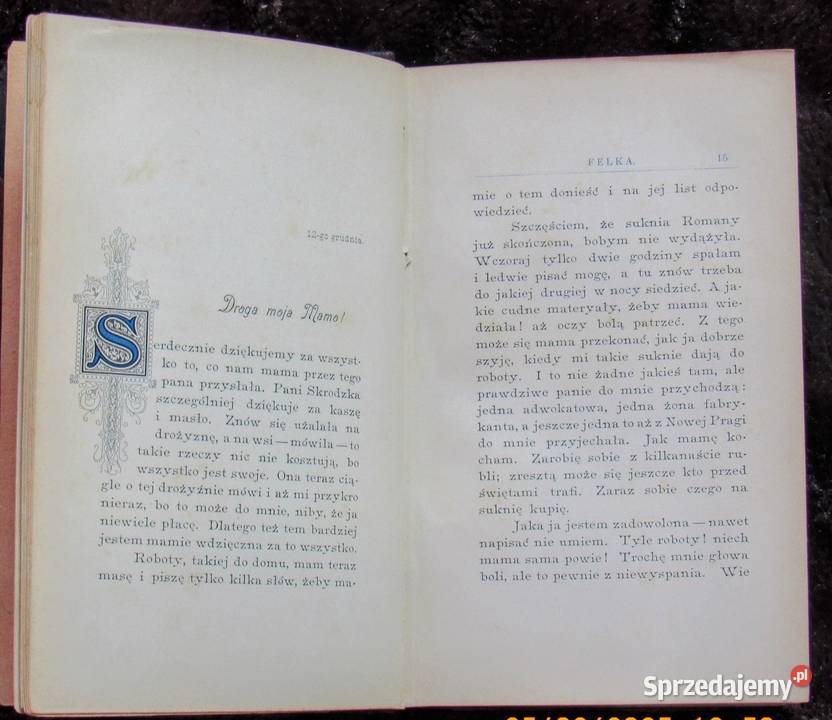 12-go grudnia.
Droga moja Mamo!
Serdecznie dziękujemy za wszyst-
ko to, co nam mama przez tego
pana przysłała. Pani Skrodzka
szczególniej dziękuje za kaszę
i masło. Znów się użalała na
drożyznę, a na wsi — mówiła — to
takie rzeczy nic nie kosztują, bo
wszystko jest swoje. Ona teraz cią-
gle o tej drożyźnie mówi i aż mi przykro
nieraz, bo to może do mnie, niby, że ja
niewiele płacę. Dlatego też tem bardziej
jestem mamie wdzięczna za to wszystko.
Roboty, takiej do domu, mam teraz
masę i piszę tylko kilka słów, żeby ma-
FELKA. 15
mie o tem donieść i na jej list odpo-
wiedzieć.
Szczęściem, że suknia Romany
już skończona, bobym nie wydążyła.
Wczoraj tylko dwie godziny spałam
i ledwie pisać mogę, a tu znów trzeba
do jakiej drugiej w nocy siedzieć. A ja-
kie cudne materyały, żeby mama wie-
działa! aż oczy bolą patrzeć. Z tego
może się mama przekonać, jak ja dobrze
szyję, kiedy mi takie suknie dają do
roboty. I to nie żadne jakieś tam, ale
prawdziwe panie do mnie przychodzą:
jedna adwokatowa, jedna żona fabry-
kanta, a jeszcze jedna to aż z Nowej Pragi
do mnie przyjechała. Jak mamę ko-
cham. Zarobię sobie z kilkanaście ru-
bli; zresztą może się jeszcze kto przed
świętami trafi. Zaraz sobie czego na
suknię kupię.
Jaka ja jestem zadowolona — nawet
napisać nie umiem. Tyle roboty! niech
mama sama powie! Trochę mnie głowa
boli, ale to pewnie z niewyspania. Wie
Sprzedajemy.pl